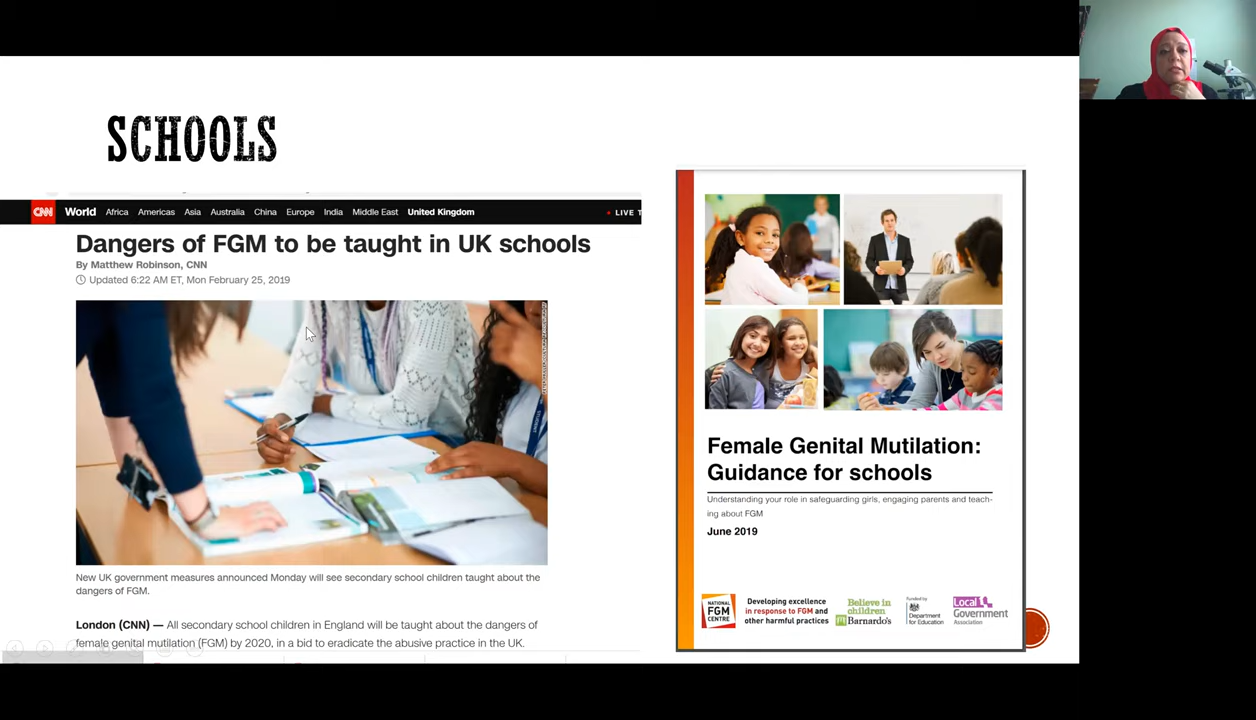 SCHOOLS
CNN World Africa Americas Asia Australia China Europe India Middle East United Kingdom LIVE T
Dangers of FGM to be taught in UK schools
By Matthew Robinson, CNN
Updated 6:22 AM ET, Mon February 25, 2019
New UK government measures announced Monday will see secondary school children taught about the
dangers of FGM.
London (CNN) — All secondary school children in England will be taught about the dangers of
female genital mutilation (FGM) by 2020, in a bid to eradicate the abusive practice in the UK.
Female Genital Mutilation:
Guidance for schools
Understanding your role in safeguarding girls, engaging parents and teach-
ing about FGM
June 2019
NATIONAL
FGM
CENTRE
Developing excellence
in response to FGM and
other harmful practices
Believe in
children
Barnardo's
Funded by
Department
for Education
Local
Government
Association